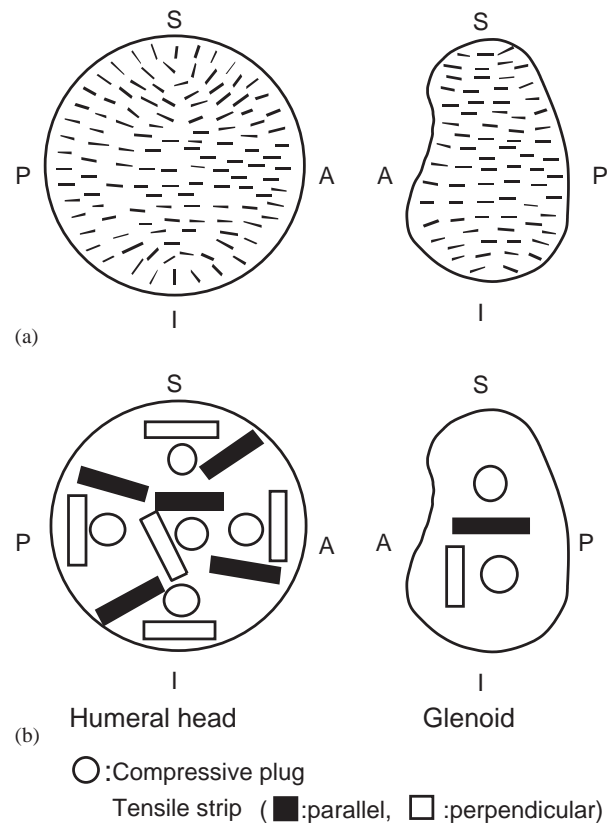 S S
P A A P
I I
(a)
S S
P A A P
I I
Humeral head Glenoid
(b)
:Compressive plug
Tensile strip ( :parallel, :perpendicular)